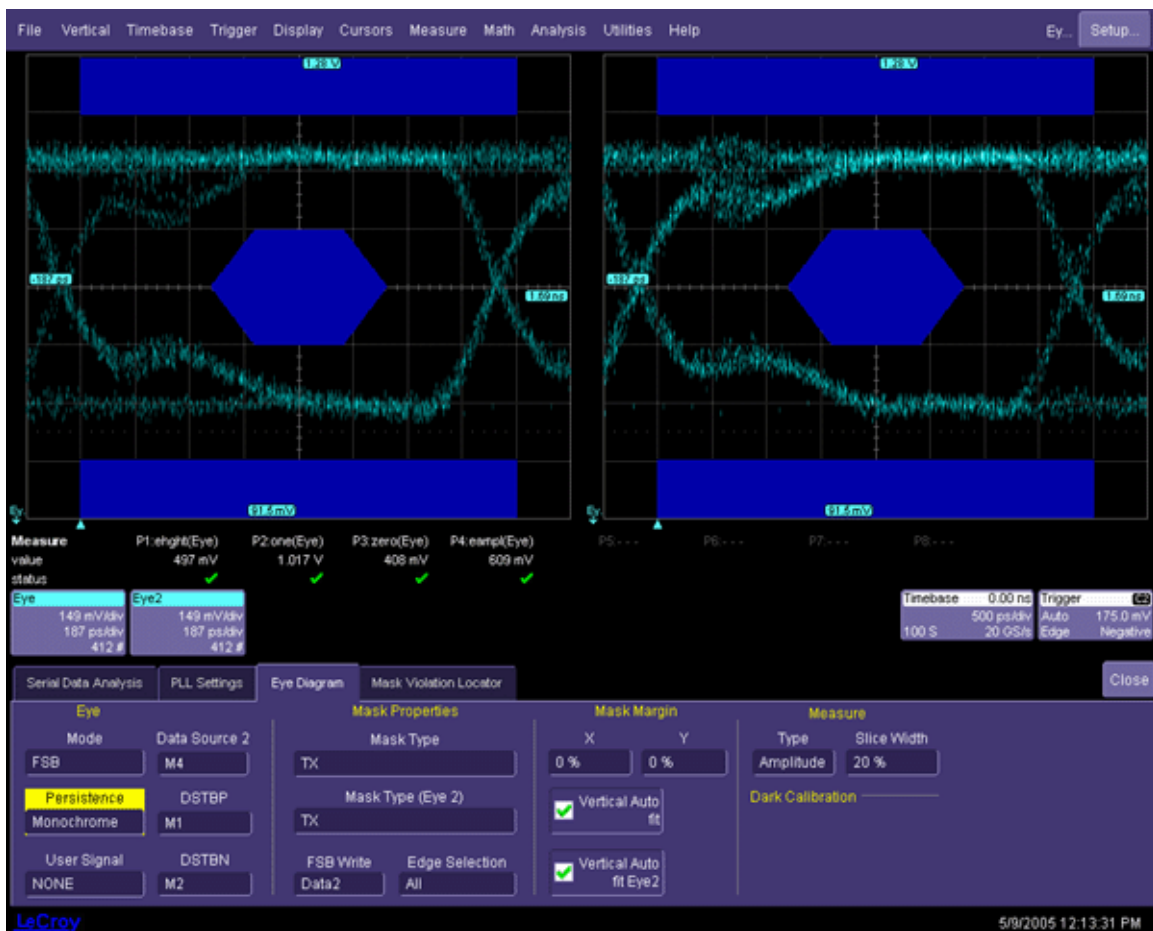 File Vertical Timebase Trigger Display Cursors Measure Math Analysis Utilities Help Ey... Setup...
1.28 V 1.28 V
-187 ps -187 ps
1.69 ns 1.69 ns
91.5 mV 91.5 mV
Ey Ey
Measure P1:ehght(Eye) P2:one(Eye) P3:zero(Eye) P4:eampl(Eye) P5:--- P6:--- P7:--- P8:---
value 497 mV 1.017 V 408 mV 609 mV
status
Eye Eye2 Timebase 0.00 ns Trigger C2
149 mV/div 149 mV/div 500 ps/div Auto 175.0 mV
187 ps/div 187 ps/div 100 S 20 GS/s Edge Negative
412 # 412 #
Serial Data Analysis PLL Settings Eye Diagram Mask Violation Locator Close
Eye Mask Properties Mask Margin Measure
Mode Data Source 2 Mask Type X Y Type Slice Width
FSB M4 TX 0 % 0 % Amplitude 20 %
Persistence DSTBP Mask Type (Eye 2) Vertical Auto fit Dark Calibration
Monochrome M1 TX
User Signal DSTBN FSB Write Edge Selection Vertical Auto fit Eye2
NONE M2 Data2 All
LeCroy 5/9/2005 12:13:31 PM